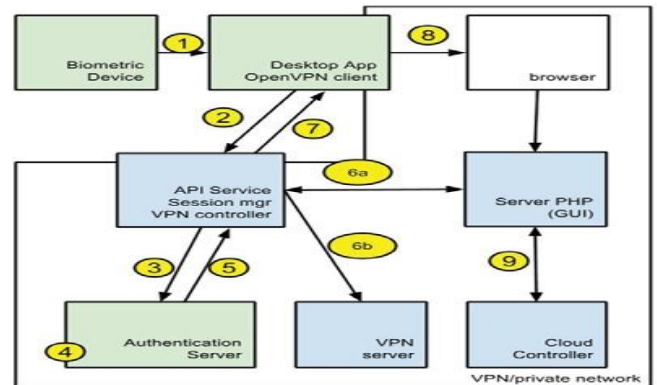 1
8
Biometric
Device
Desktop App
OpenVPN client
browser
2
7
6a
API Service
Session mgr
VPN controller
Server PHP
(GUI)
6b
3
5
9
4
Authentication
Server
VPN
server
Cloud
Controller
VPN/private network